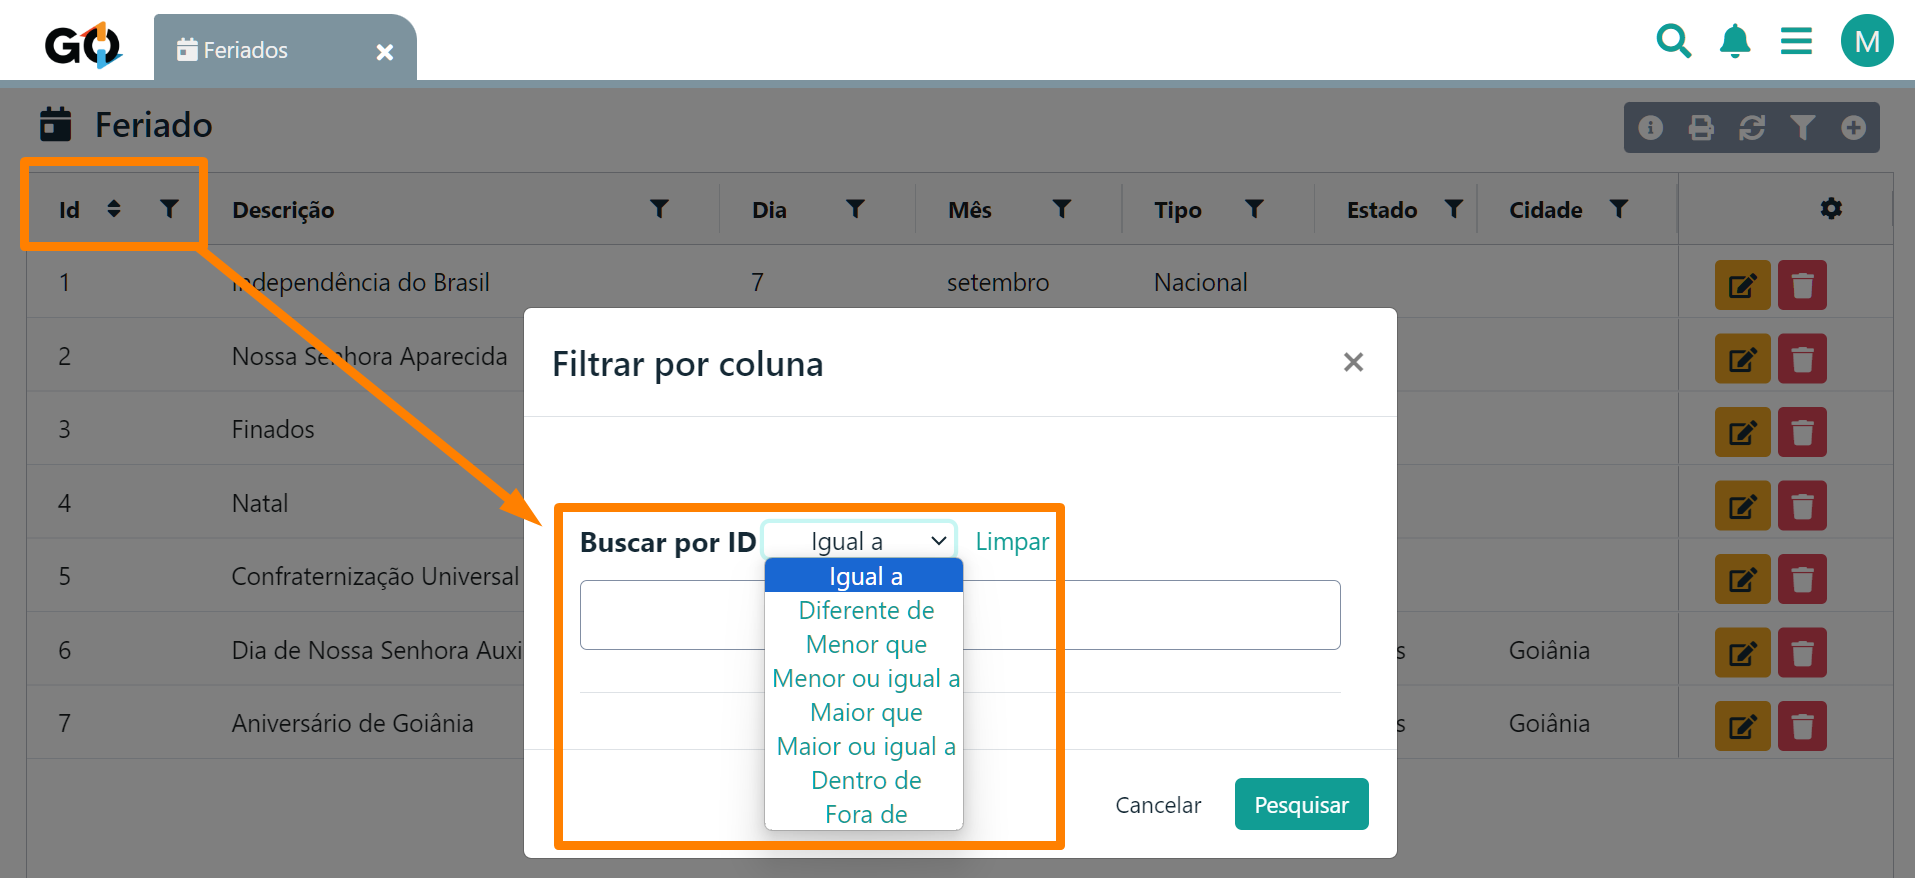 GO
Feriados
M
Feriado
Id Descrição Dia Mês Tipo Estado Cidade
1 Independência do Brasil 7 setembro Nacional
2 Nossa Senhora Aparecida
3 Finados
4 Natal
5 Confraternização Universal
6 Dia de Nossa Senhora Auxi s Goiânia
7 Aniversário de Goiânia s Goiânia
Filtrar por coluna
Buscar por ID Igual a Limpar
Igual a
Diferente de
Menor que
Menor ou igual a
Maior que
Maior ou igual a
Dentro de
Fora de
Cancelar Pesquisar